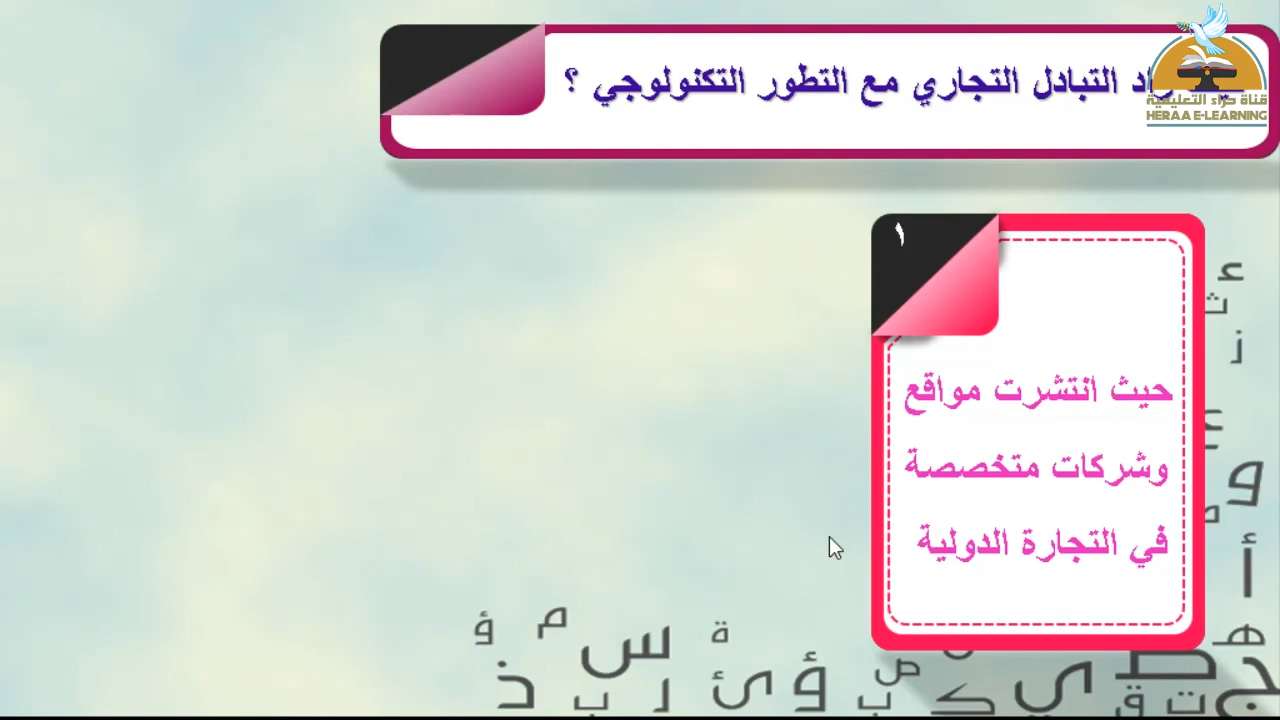 التبادل التجاري مع التطور التكنولوجي ؟
قناة حراء التعليمية
HERAA E-LEARNING
١
حيث انتشرت مواقع
وشركات متخصصة
في التجارة الدولية